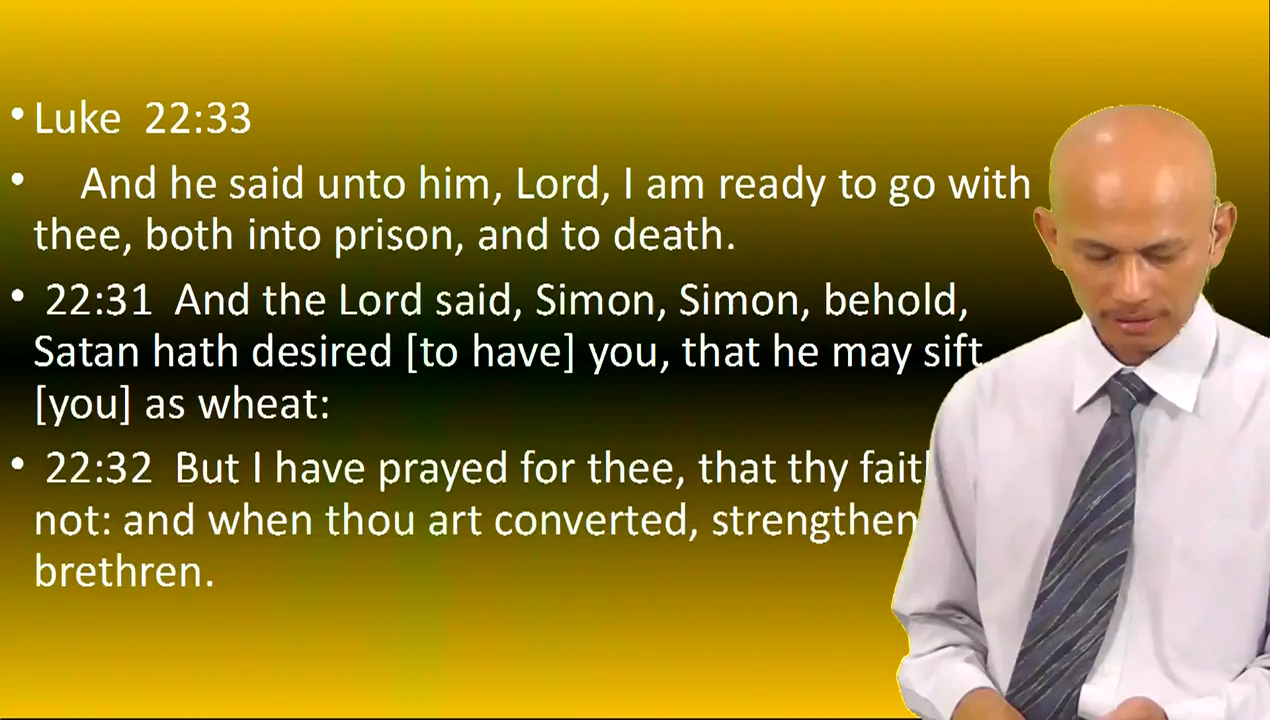 • Luke 22:33
• And he said unto him, Lord, I am ready to go with
thee, both into prison, and to death.
• 22:31 And the Lord said, Simon, Simon, behold,
Satan hath desired [to have] you, that he may sift
[you] as wheat:
• 22:32 But I have prayed for thee, that thy
not: and when thou art converted, strengthen
brethren.